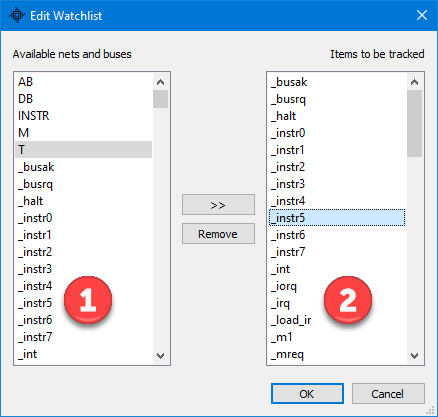 Edit Watchlist
Available nets and buses
Items to be tracked
AB
DB
INSTR
M
T
_busak
_busrq
_halt
_instr0
_instr1
_instr2
_instr3
_instr4
_instr5
_instr6
_instr7
_int
1
>>
Remove
_busak
_busrq
_halt
_instr0
_instr1
_instr2
_instr3
_instr4
_instr5
_instr6
_instr7
_int
_iorq
_irq
_load_ir
_m1
_mreq
2
OK
Cancel